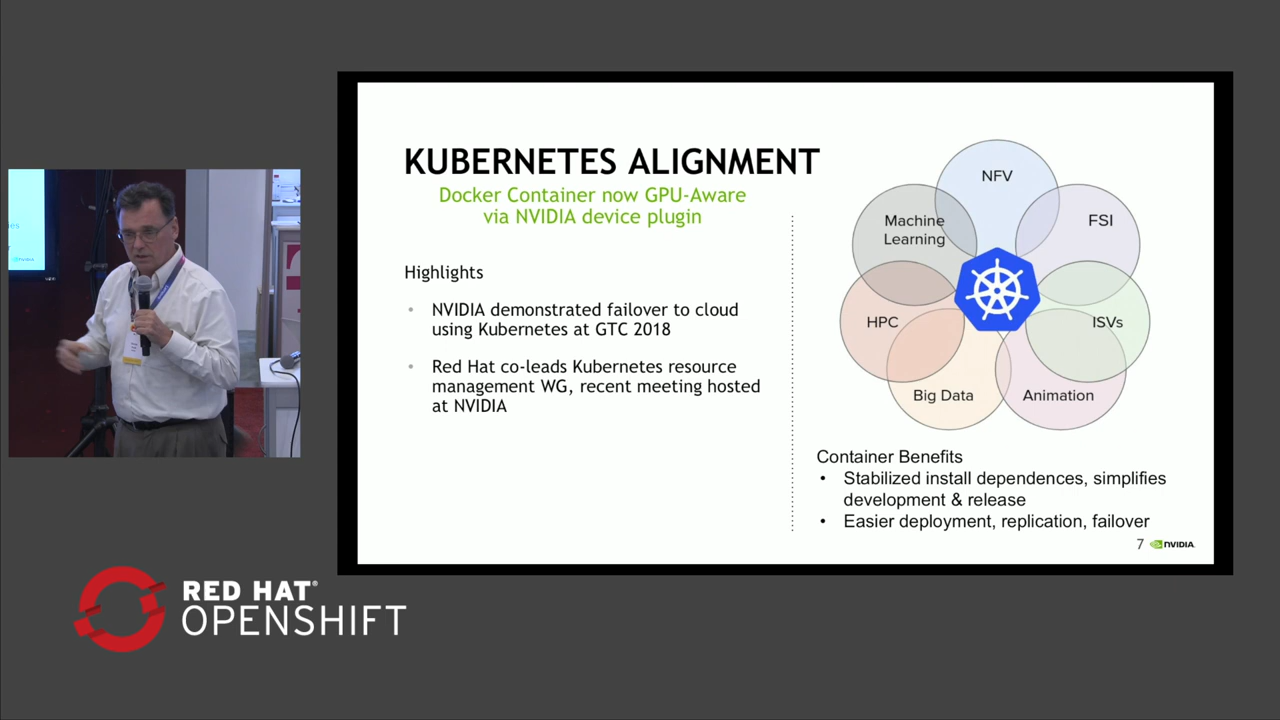 KUBERNETES ALIGNMENT
Docker Container now GPU-Aware
via NVIDIA device plugin
Highlights
• NVIDIA demonstrated failover to cloud
using Kubernetes at GTC 2018
• Red Hat co-leads Kubernetes resource
management WG, recent meeting hosted
at NVIDIA
NFV
Machine
Learning
FSI
HPC
ISVs
Big Data
Animation
Container Benefits
• Stabilized install dependences, simplifies
development & release
• Easier deployment, replication, failover
7 NVIDIA.
RED HAT®
OPENSHIFT